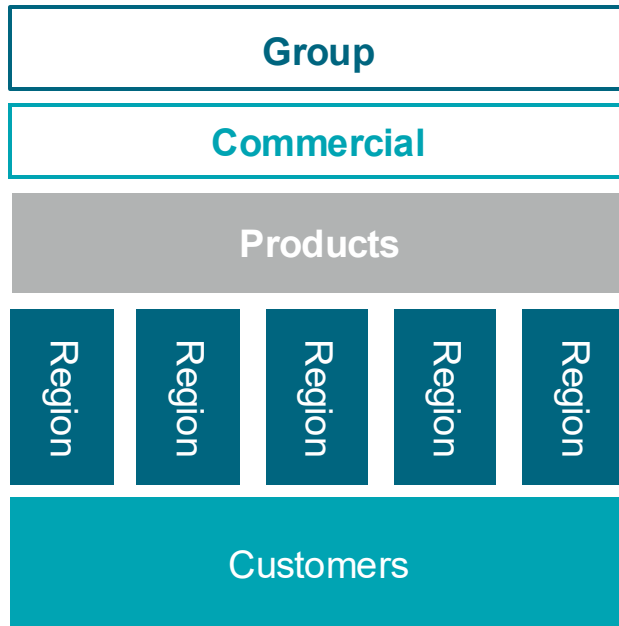 Group
Commercial
Products
Region
Region
Region
Region
Region
Customers